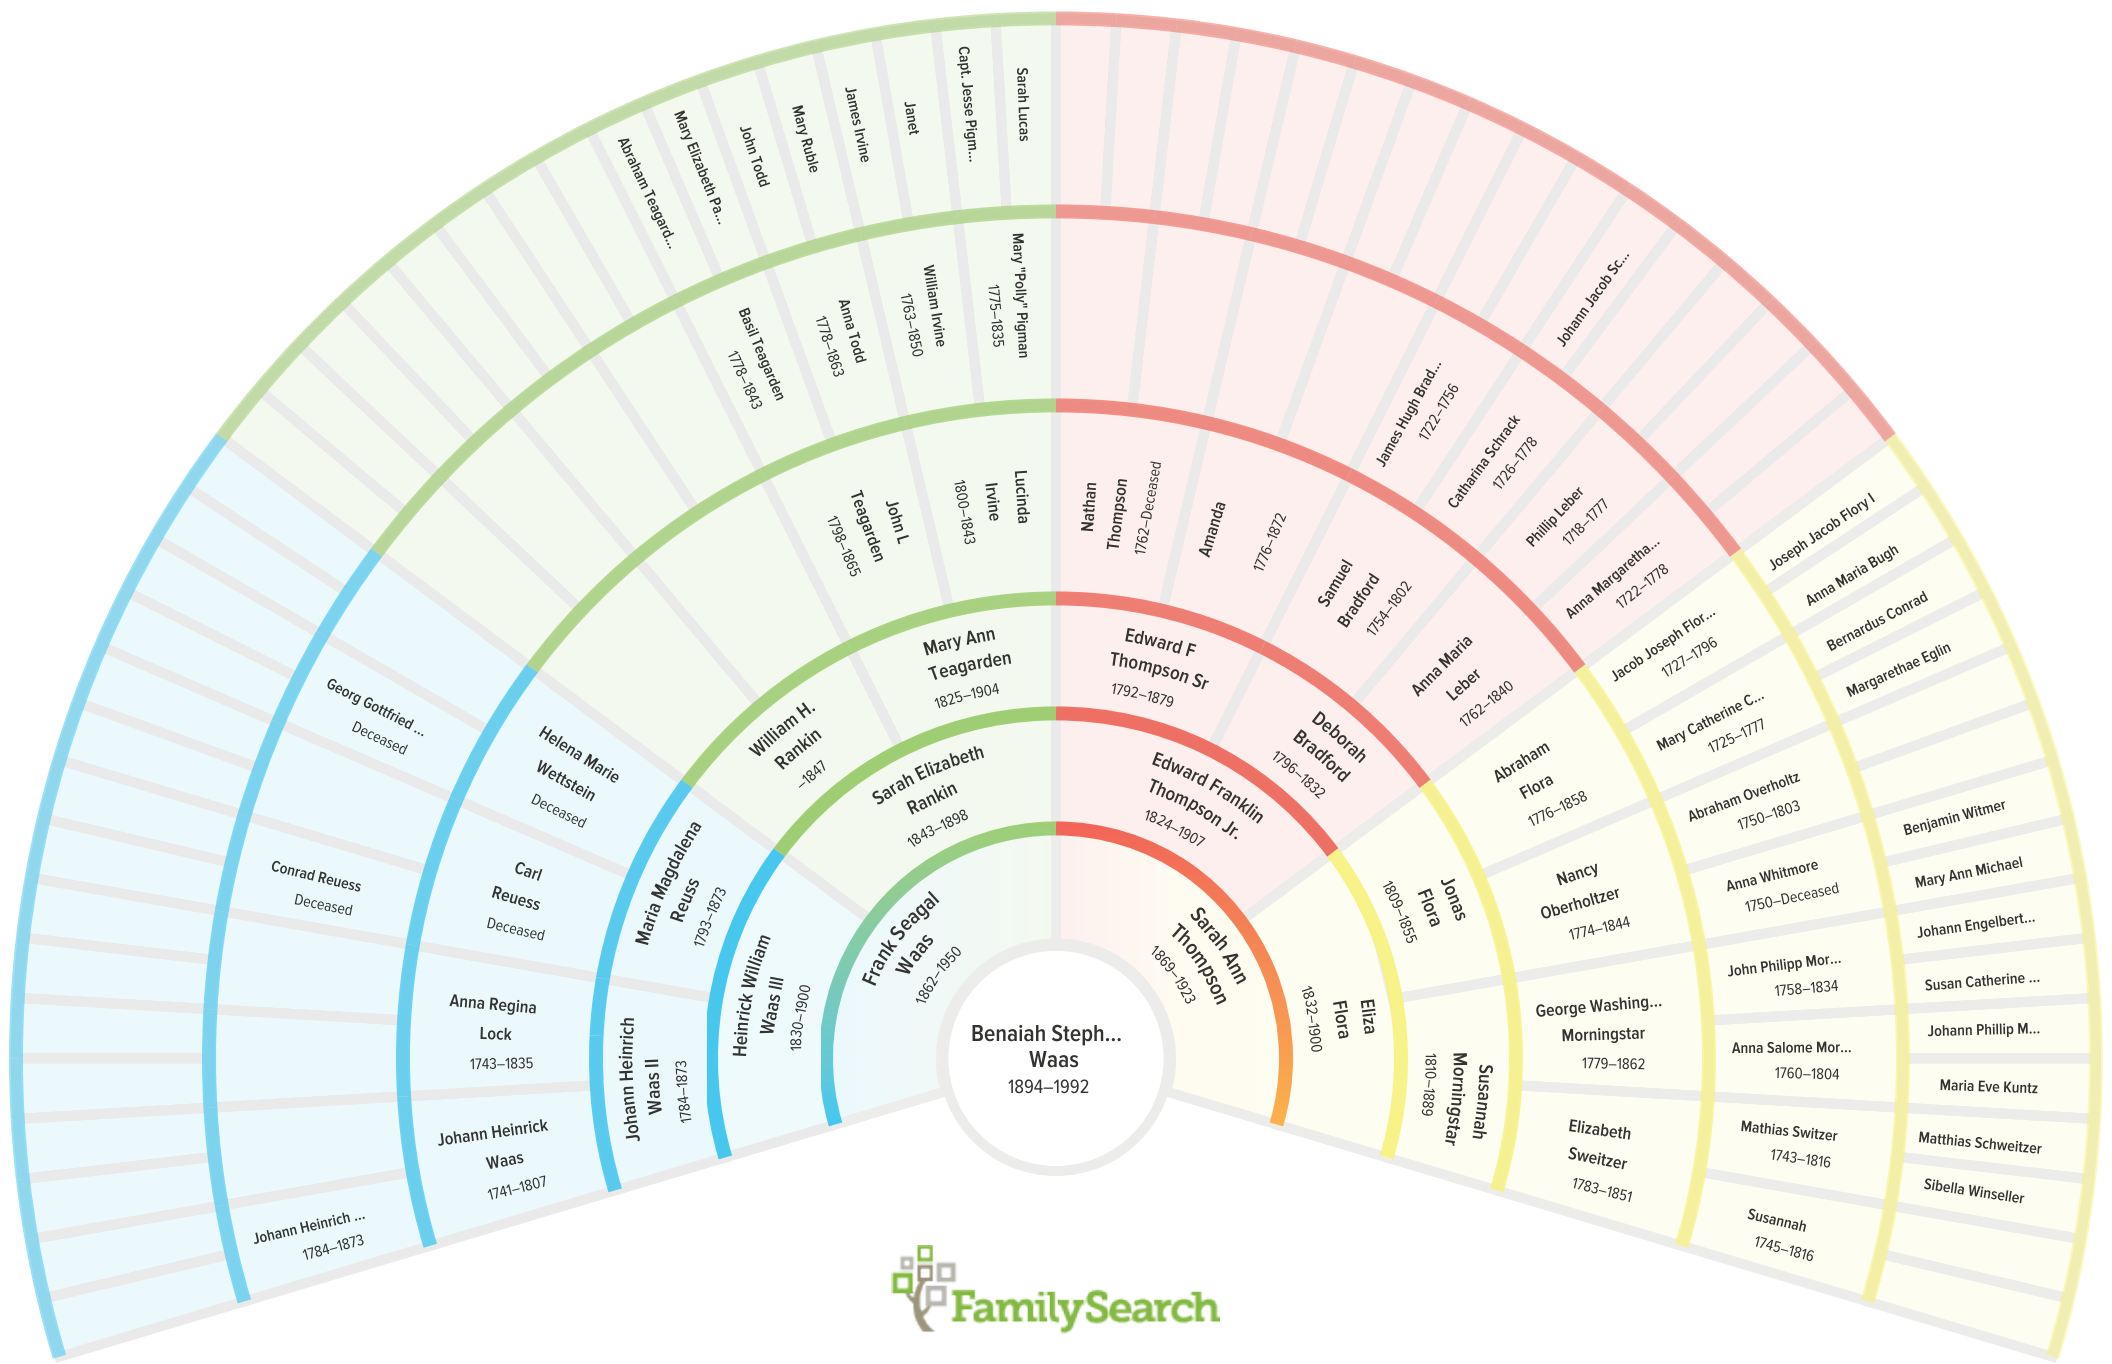 Benaiah Steph...
Waas
1894–1992
Frank Seagal
Waas
1862–1950
Sarah Ann
Thompson
1869–1923
Heinrick William
Waas III
1830–1900
Sarah Elizabeth
Rankin
1843–1898
Edward Franklin
Thompson Jr.
1824–1907
Eliza
Flora
1832–1900
Johann Heinrich
Waas II
1784–1873
Maria Magdalena
Reuss
1793–1873
William H.
Rankin
–1847
Mary Ann
Teagarden
1825–1904
Edward F
Thompson Sr
1792–1879
Deborah
Bradford
1796–1832
Jonas
Flora
1809–1855
Susannah
Morningstar
1810–1889
Johann Heinrick
Waas
1741–1807
Anna Regina
Lock
1743–1835
Carl
Reuess
Deceased
Helena Marie
Wettstein
Deceased
John L
Teagarden
1798–1865
Lucinda
Irvine
1800–1843
Nathan
Thompson
1762–Deceased
Amanda
1776–1872
Samuel
Bradford
1754–1802
Anna Maria
Leber
1762–1840
Abraham
Flora
1776–1858
Nancy
Oberholtzer
1774–1844
George Washing...
Morningstar
1779–1862
Elizabeth
Sweitzer
1783–1851
Johann Heinrich ...
1784–1873
Conrad Reuess
Deceased
Georg Gottfried ...
Deceased
Basil Teagarden
1778–1843
Anna Todd
1778–1863
William Irvine
1763–1850
Mary "Polly" Pigman
1775–1835
James Hugh Brad...
1722–1756
Catharina Schrack
1726–1778
Phillip Leber
1718–1777
Anna Margaretha...
1722–1778
Jacob Joseph Flor...
1727–1796
Mary Catherine C...
1725–1777
Abraham Overholtz
1750–1803
Anna Whitmore
1750–Deceased
John Philipp Mor...
1758–1834
Anna Salome Mor...
1760–1804
Mathias Switzer
1743–1816
Susannah
1745–1816
Abraham Teagard...
Mary Elizabeth Pa...
John Todd
Mary Ruble
James Irvine
Janet
Capt. Jesse Pigm...
Sarah Lucas
Johann Jacob Sc...
Joseph Jacob Flory I
Anna Maria Bugh
Bernardus Conrad
Margarethae Eglin
Benjamin Witmer
Mary Ann Michael
Johann Engelbert...
Susan Catherine ...
Johann Phillip M...
Maria Eve Kuntz
Matthias Schweitzer
Sibella Winseller
FamilySearch